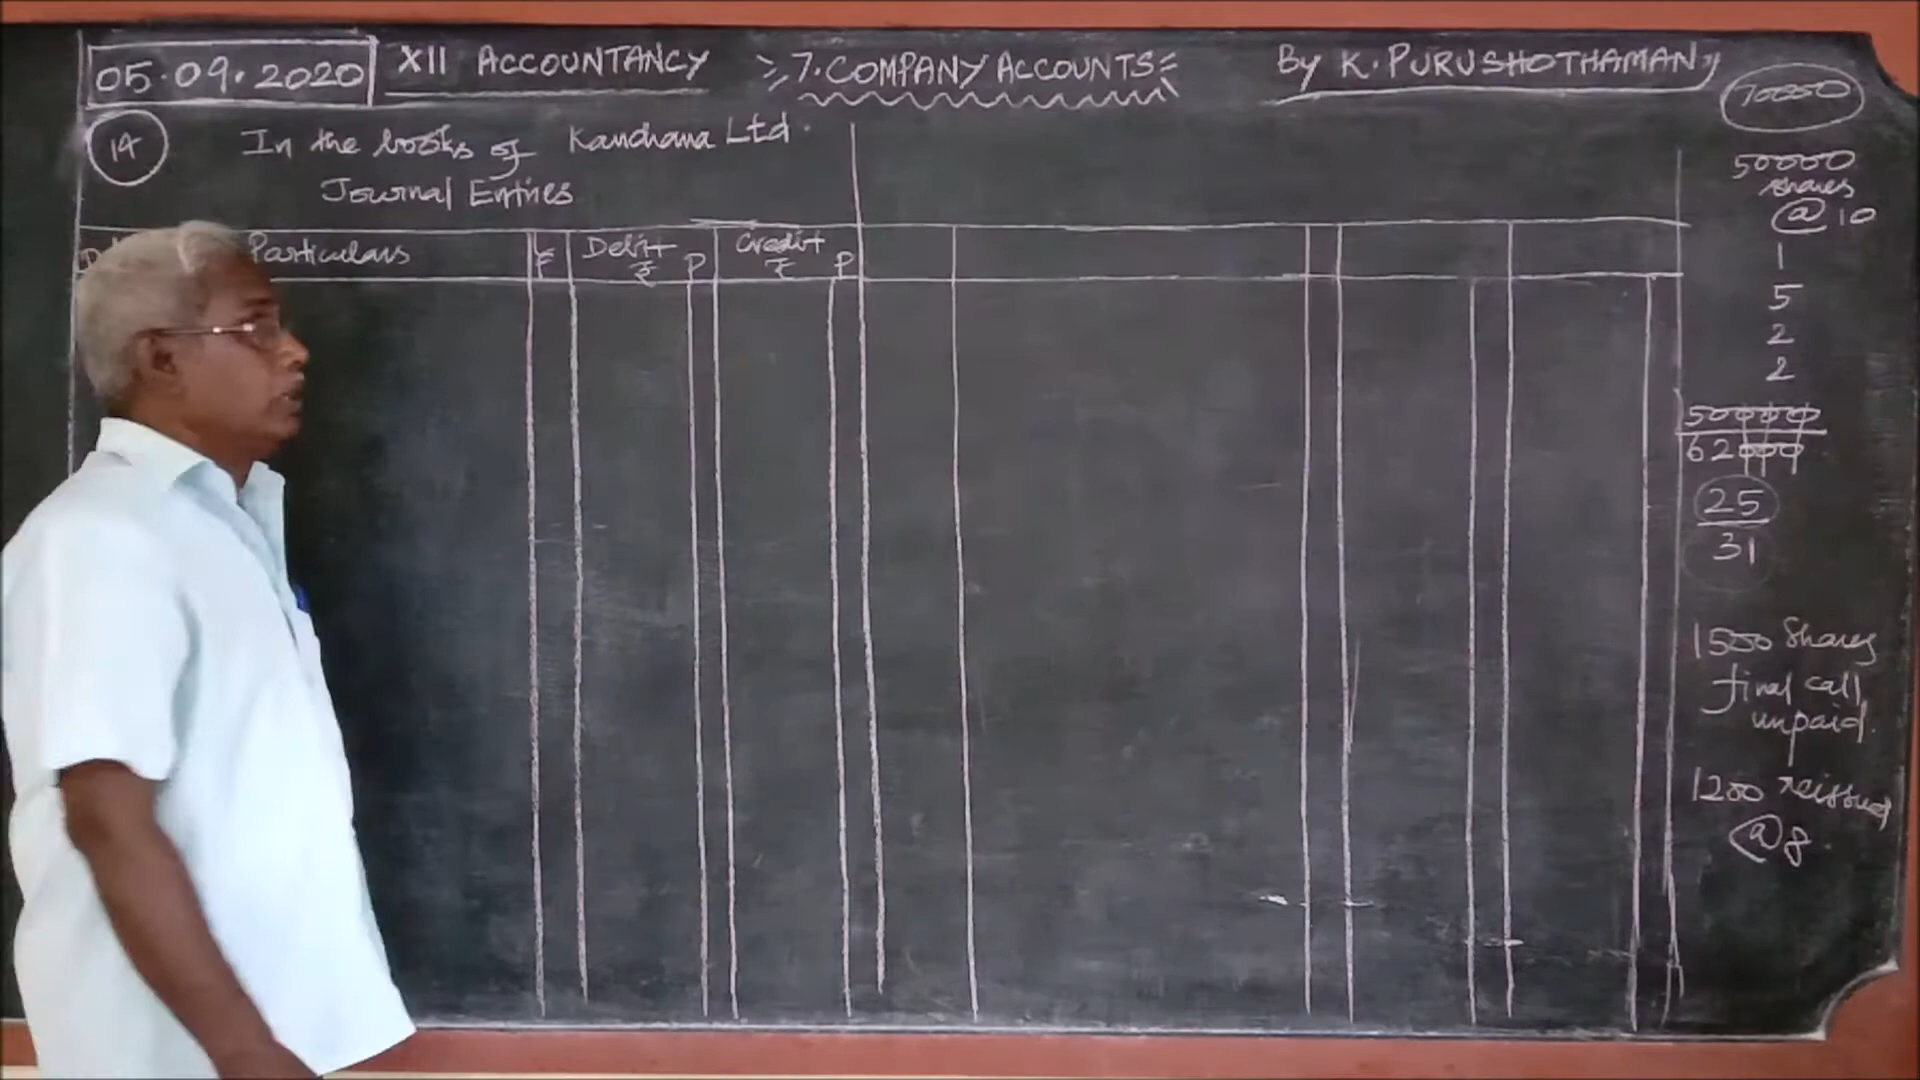 05.09.2020
XII ACCOUNTANCY
7. COMPANY ACCOUNTS
By K. PURUSHOTHAMAN
14
In the books of Kanchana Ltd.
Journal Entries
Particulars
L F
Debit ₹ P
Credit ₹ P
70000
50000
shares
@ 10
1
5
2
2
50000
62000
25
31
1500 Shares
final call
unpaid.
1200 reissued
@ 8.